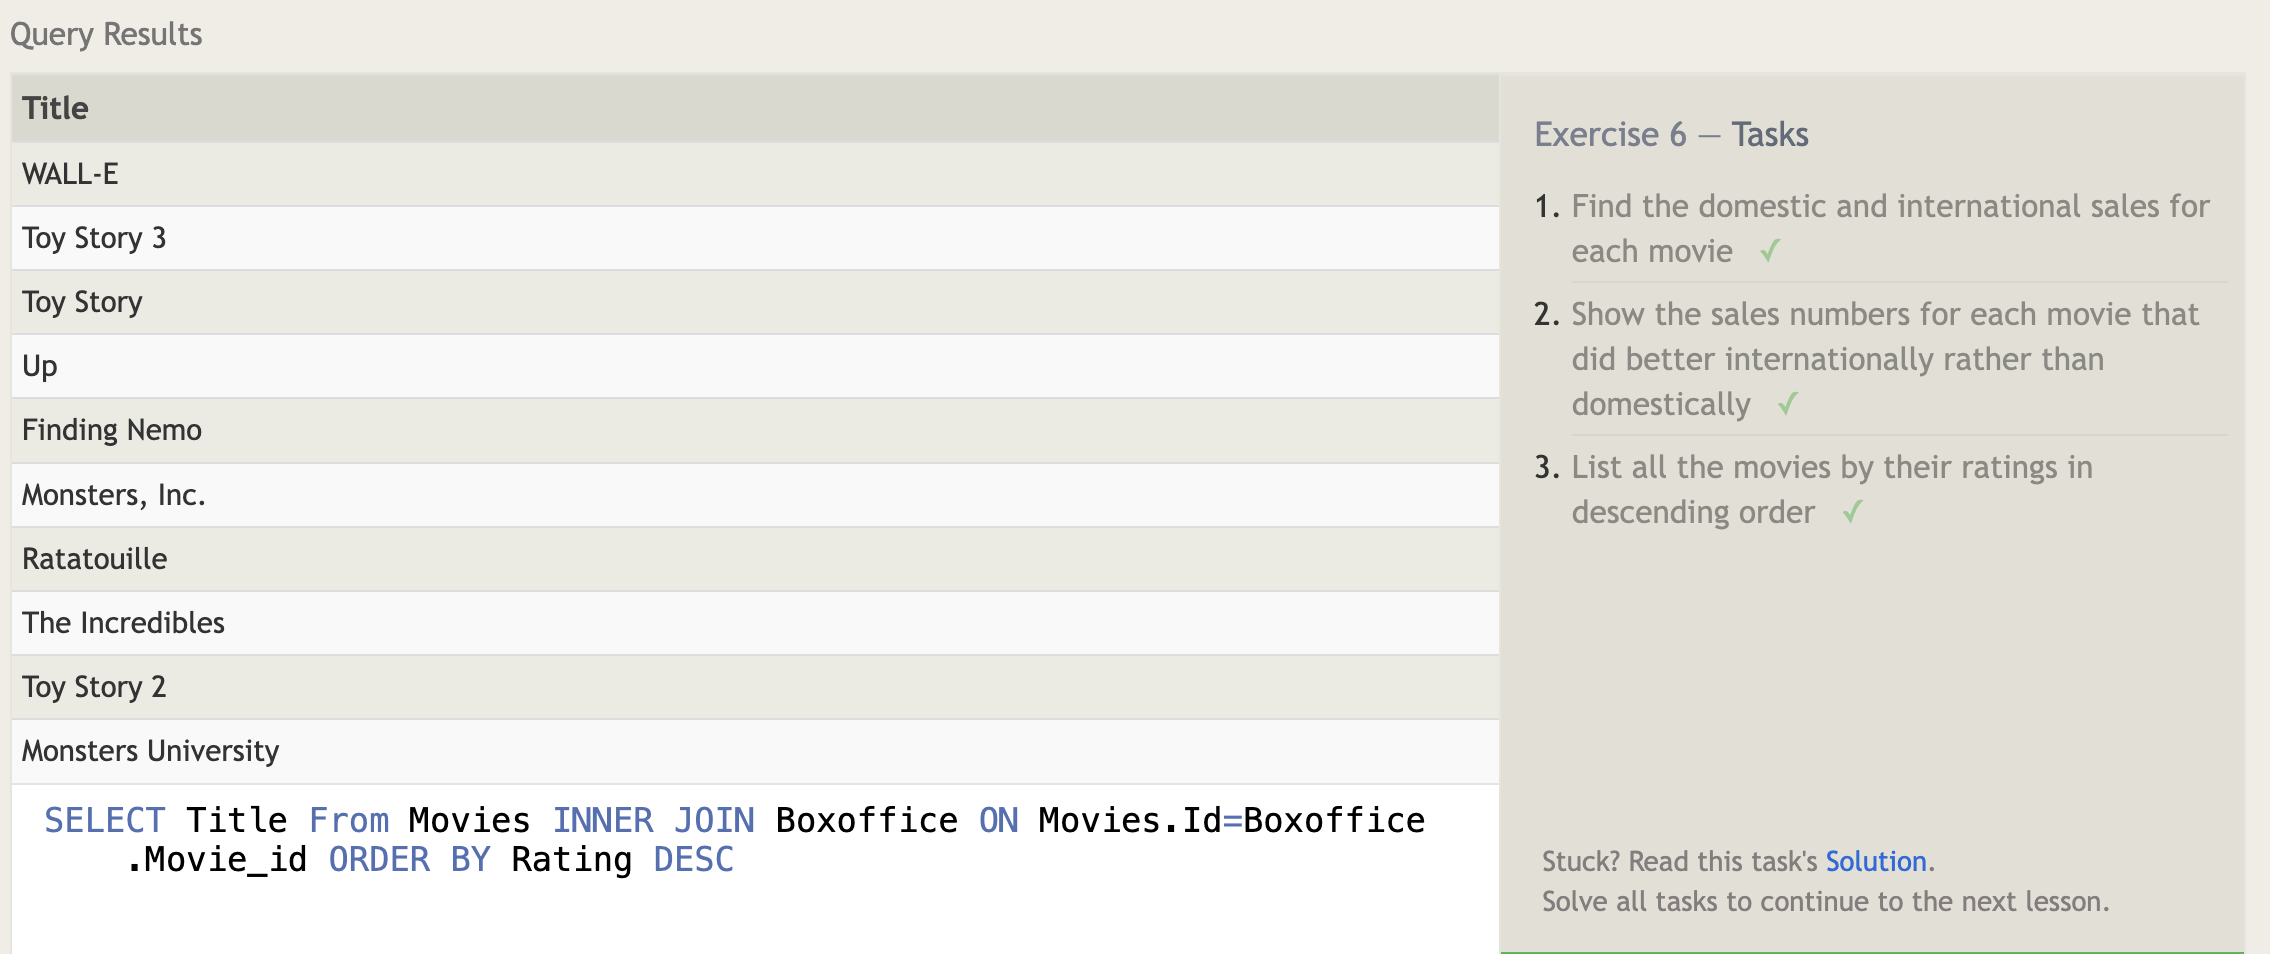 Query Results
Title
WALL-E
Toy Story 3
Toy Story
Up
Finding Nemo
Monsters, Inc.
Ratatouille
The Incredibles
Toy Story 2
Monsters University
SELECT Title From Movies INNER JOIN Boxoffice ON Movies.Id=Boxoffice
.Movie_id ORDER BY Rating DESC
Exercise 6 — Tasks
1. Find the domestic and international sales for
each movie ✓
2. Show the sales numbers for each movie that
did better internationally rather than
domestically ✓
3. List all the movies by their ratings in
descending order ✓
Stuck? Read this task's Solution.
Solve all tasks to continue to the next lesson.